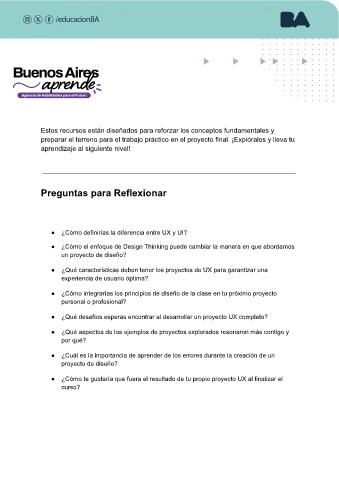 /educacionBA
BA
Buenos Aires
aprende
Agencia de Habilidades para el Futuro
Estos recursos están diseñados para reforzar los conceptos fundamentales y
preparar el terreno para el trabajo práctico en el proyecto final. ¡Explóralos y lleva tu
aprendizaje al siguiente nivel!
Preguntas para Reflexionar
● ¿Cómo definirías la diferencia entre UX y UI?
● ¿Cómo el enfoque de Design Thinking puede cambiar la manera en que abordamos
un proyecto de diseño?
● ¿Qué características deben tener los proyectos de UX para garantizar una
experiencia de usuario óptima?
● ¿Cómo integrarías los principios de diseño de la clase en tu próximo proyecto
personal o profesional?
● ¿Qué desafíos esperas encontrar al desarrollar un proyecto UX completo?
● ¿Qué aspectos de los ejemplos de proyectos explorados resonaron más contigo y
por qué?
● ¿Cuál es la importancia de aprender de los errores durante la creación de un
proyecto de diseño?
● ¿Cómo te gustaría que fuera el resultado de tu propio proyecto UX al finalizar el
curso?